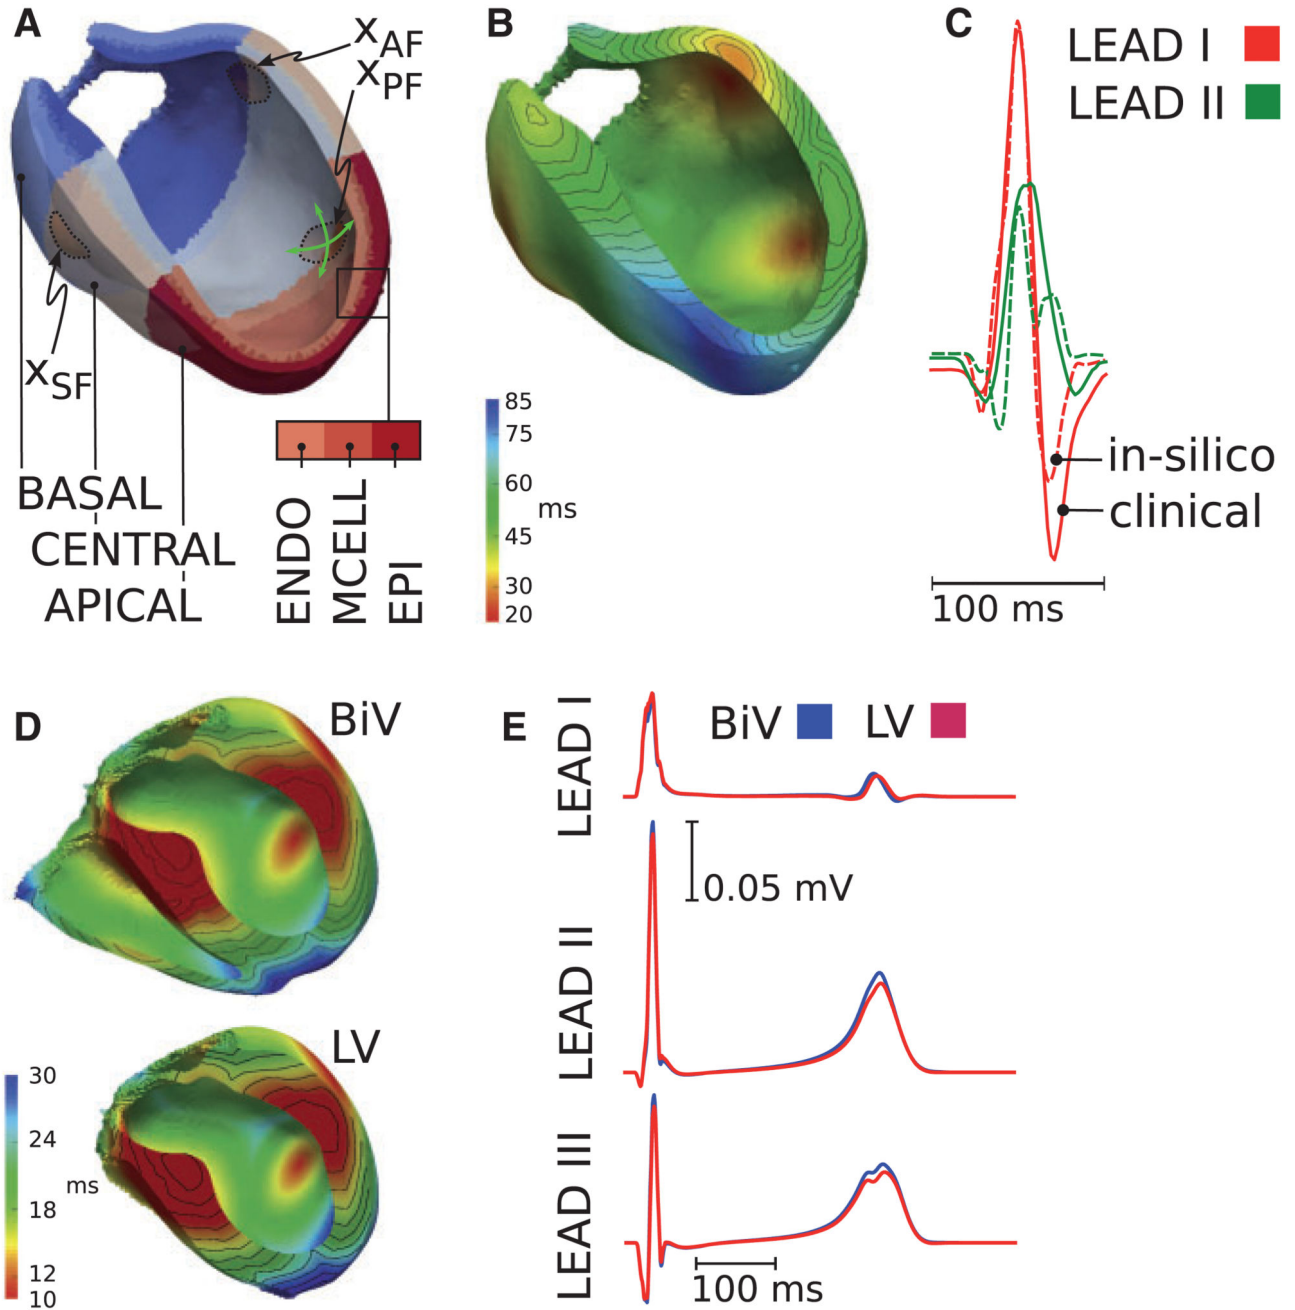 A
x_AF
x_PF
x_SF
BASAL
CENTRAL
APICAL
ENDO
MCELL
EPI
B
85
75
60
45
30
20
ms
C
LEAD I
LEAD II
in-silico
clinical
100 ms
D
BiV
LV
30
24
18
12
10
ms
E
BiV
LV
LEAD I
0.05 mV
LEAD II
LEAD III
100 ms